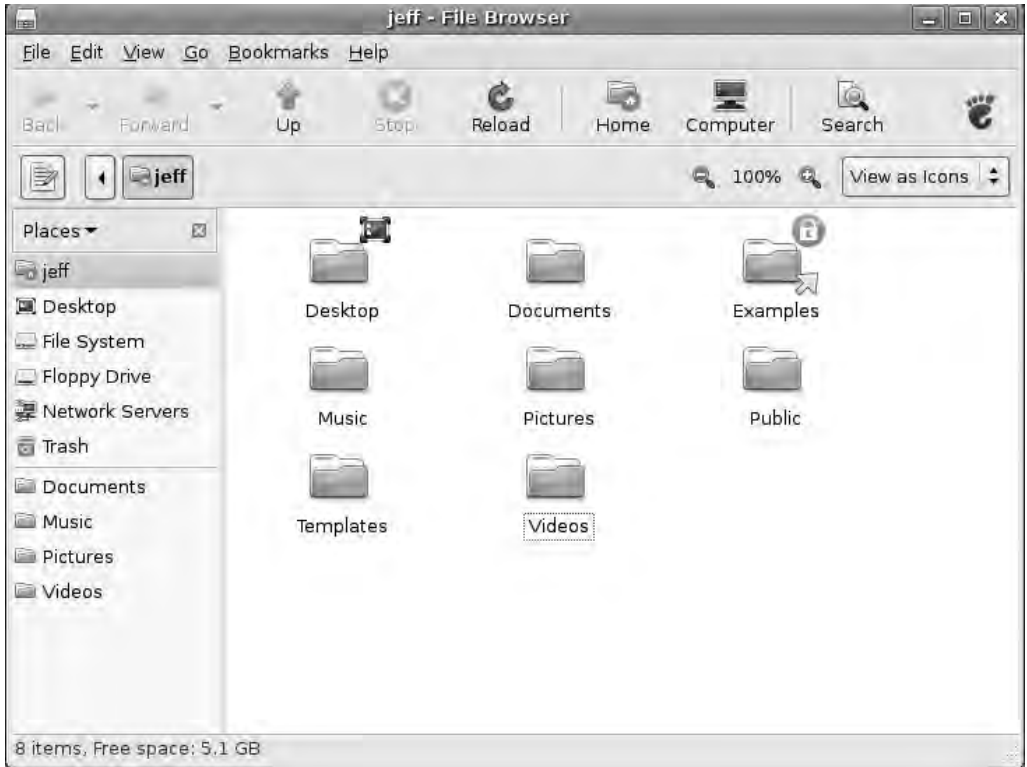 jeff - File Browser
File Edit View Go Bookmarks Help
Back Forward Up Stop Reload Home Computer Search
jeff 100% View as Icons
Places
jeff
Desktop
File System
Floppy Drive
Network Servers
Trash
Documents
Music
Pictures
Videos
Desktop Documents Examples
Music Pictures Public
Templates Videos
8 items, Free space: 5.1 GB